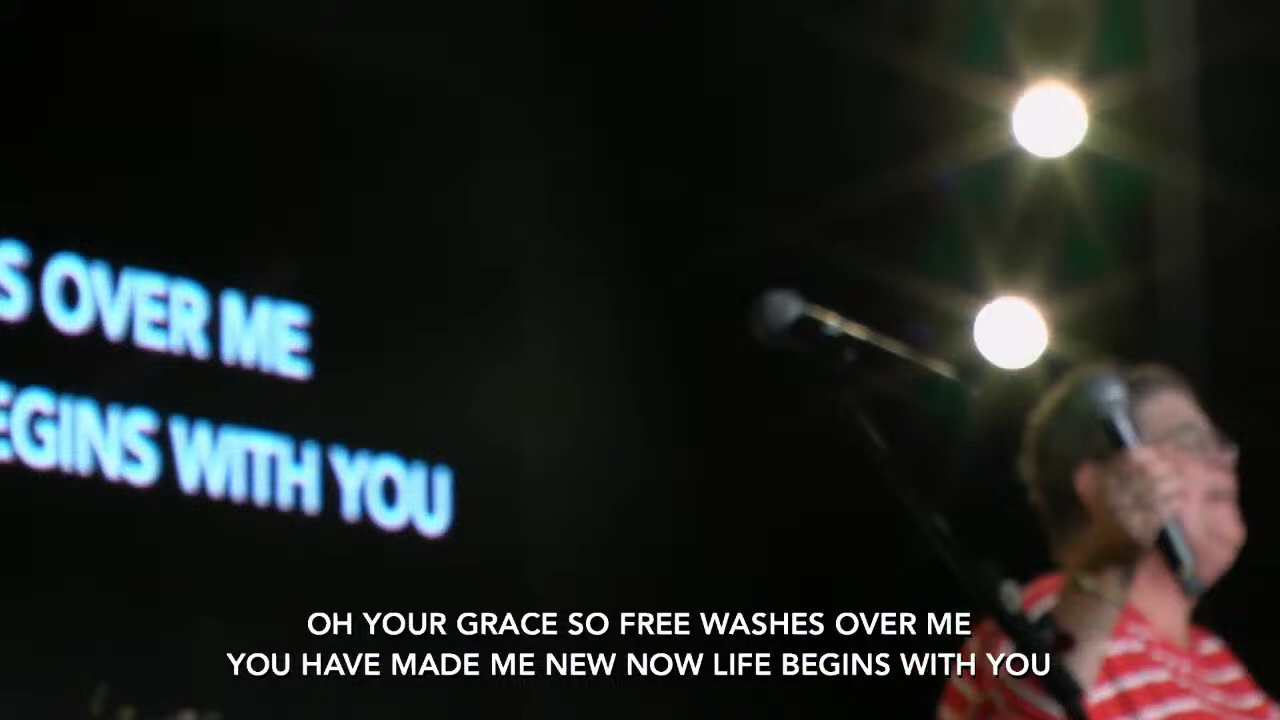 S OVER ME
EGINS WITH YOU
OH YOUR GRACE SO FREE WASHES OVER ME
YOU HAVE MADE ME NEW NOW LIFE BEGINS WITH YOU